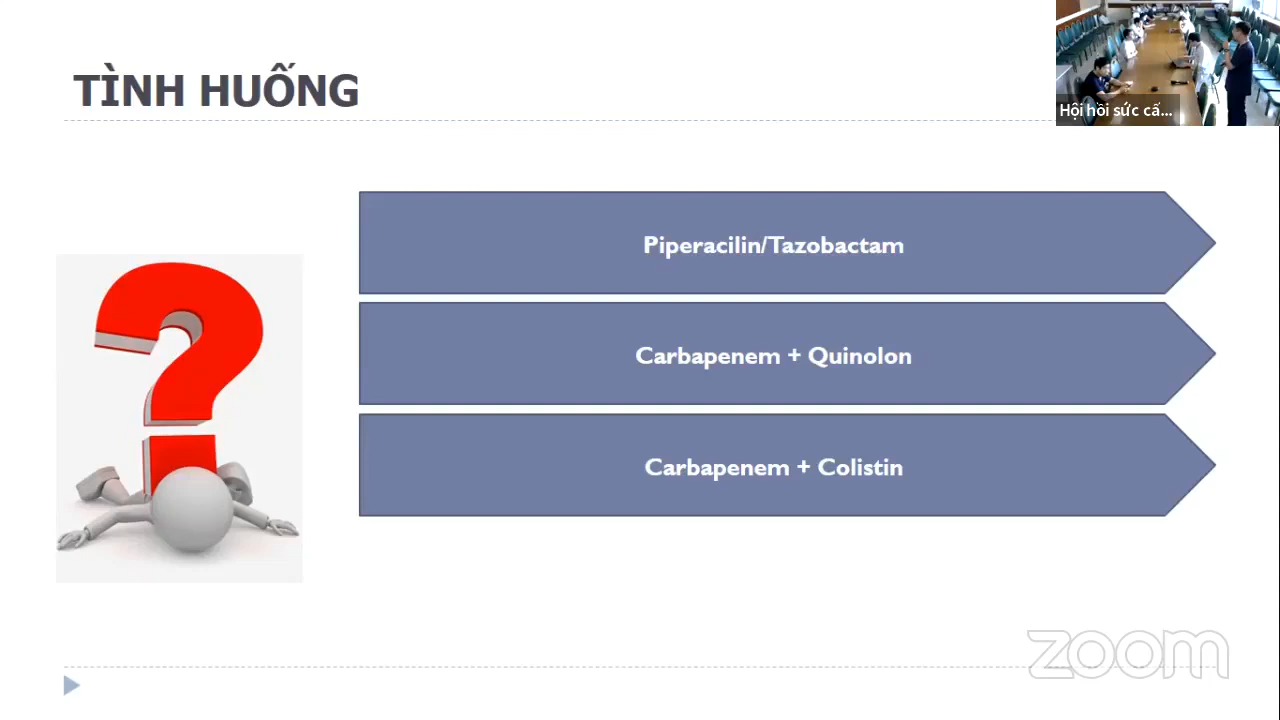 TÌNH HUỐNG
Hội hồi sức cấ...
Piperacilin/Tazobactam
Carbapenem + Quinolon
Carbapenem + Colistin
zoom